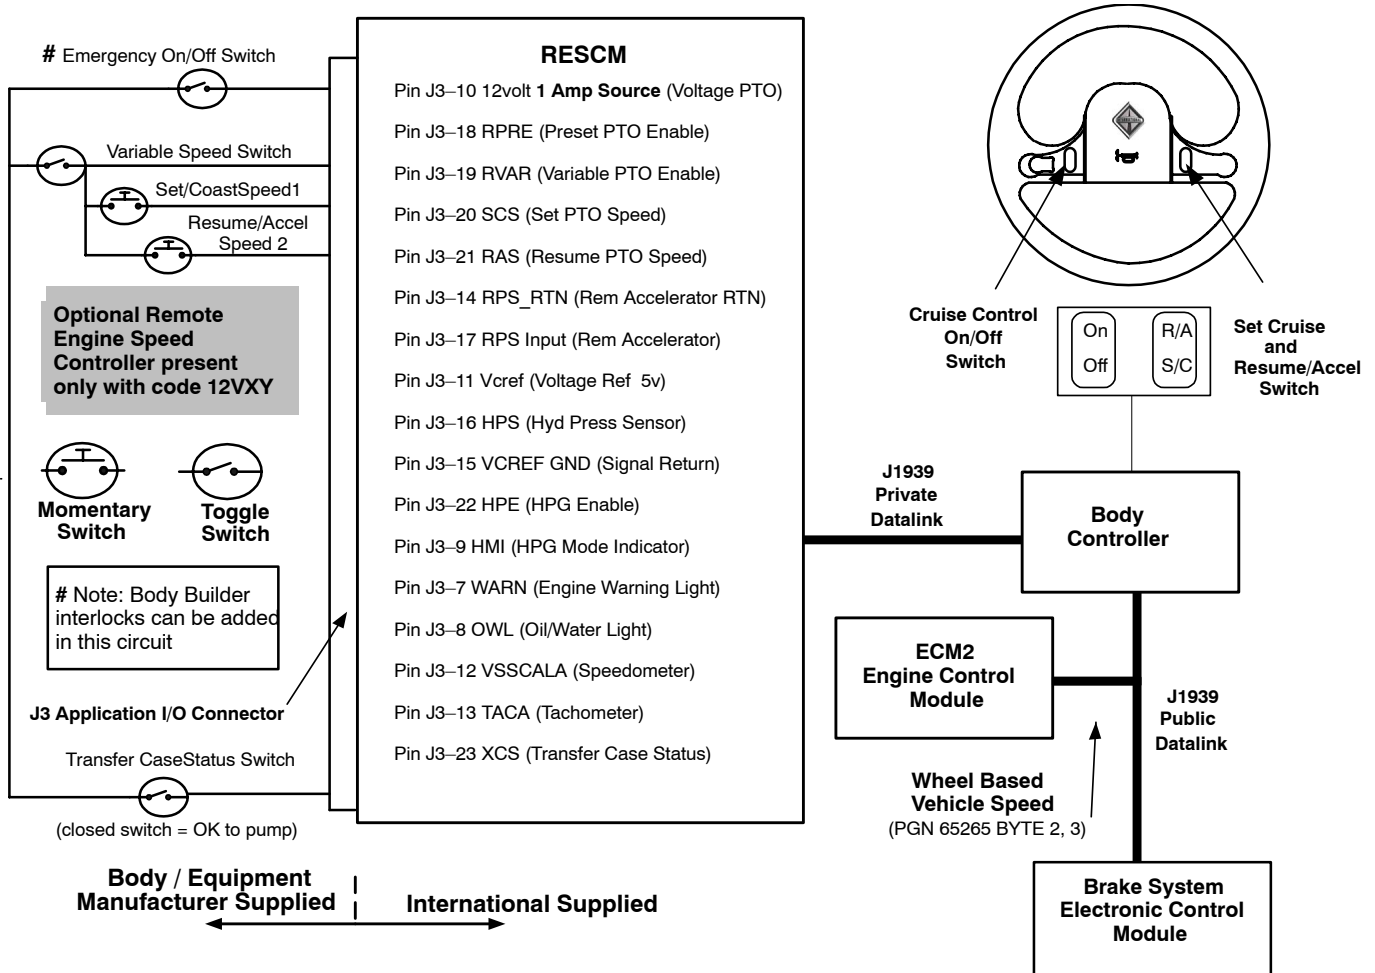 # Emergency On/Off Switch
Variable Speed Switch
Set/CoastSpeed1
Resume/Accel
Speed 2
Optional Remote
Engine Speed
Controller present
only with code 12VXY
Momentary
Switch
Toggle
Switch
# Note: Body Builder
interlocks can be added
in this circuit
J3 Application I/O Connector
Transfer CaseStatus Switch
(closed switch = OK to pump)
Body / Equipment
Manufacturer Supplied
International Supplied
RESCM
Pin J3–10 12volt 1 Amp Source (Voltage PTO)
Pin J3–18 RPRE (Preset PTO Enable)
Pin J3–19 RVAR (Variable PTO Enable)
Pin J3–20 SCS (Set PTO Speed)
Pin J3–21 RAS (Resume PTO Speed)
Pin J3–14 RPS_RTN (Rem Accelerator RTN)
Pin J3–17 RPS Input (Rem Accelerator)
Pin J3–11 Vcref (Voltage Ref 5v)
Pin J3–16 HPS (Hyd Press Sensor)
Pin J3–15 VCREF GND (Signal Return)
Pin J3–22 HPE (HPG Enable)
Pin J3–9 HMI (HPG Mode Indicator)
Pin J3–7 WARN (Engine Warning Light)
Pin J3–8 OWL (Oil/Water Light)
Pin J3–12 VSSCALA (Speedometer)
Pin J3–13 TACA (Tachometer)
Pin J3–23 XCS (Transfer Case Status)
Cruise Control
On/Off
Switch
On
Off
R/A
S/C
Set Cruise
and
Resume/Accel
Switch
J1939
Private
Datalink
Body
Controller
ECM2
Engine Control
Module
J1939
Public
Datalink
Wheel Based
Vehicle Speed
(PGN 65265 BYTE 2, 3)
Brake System
Electronic Control
Module